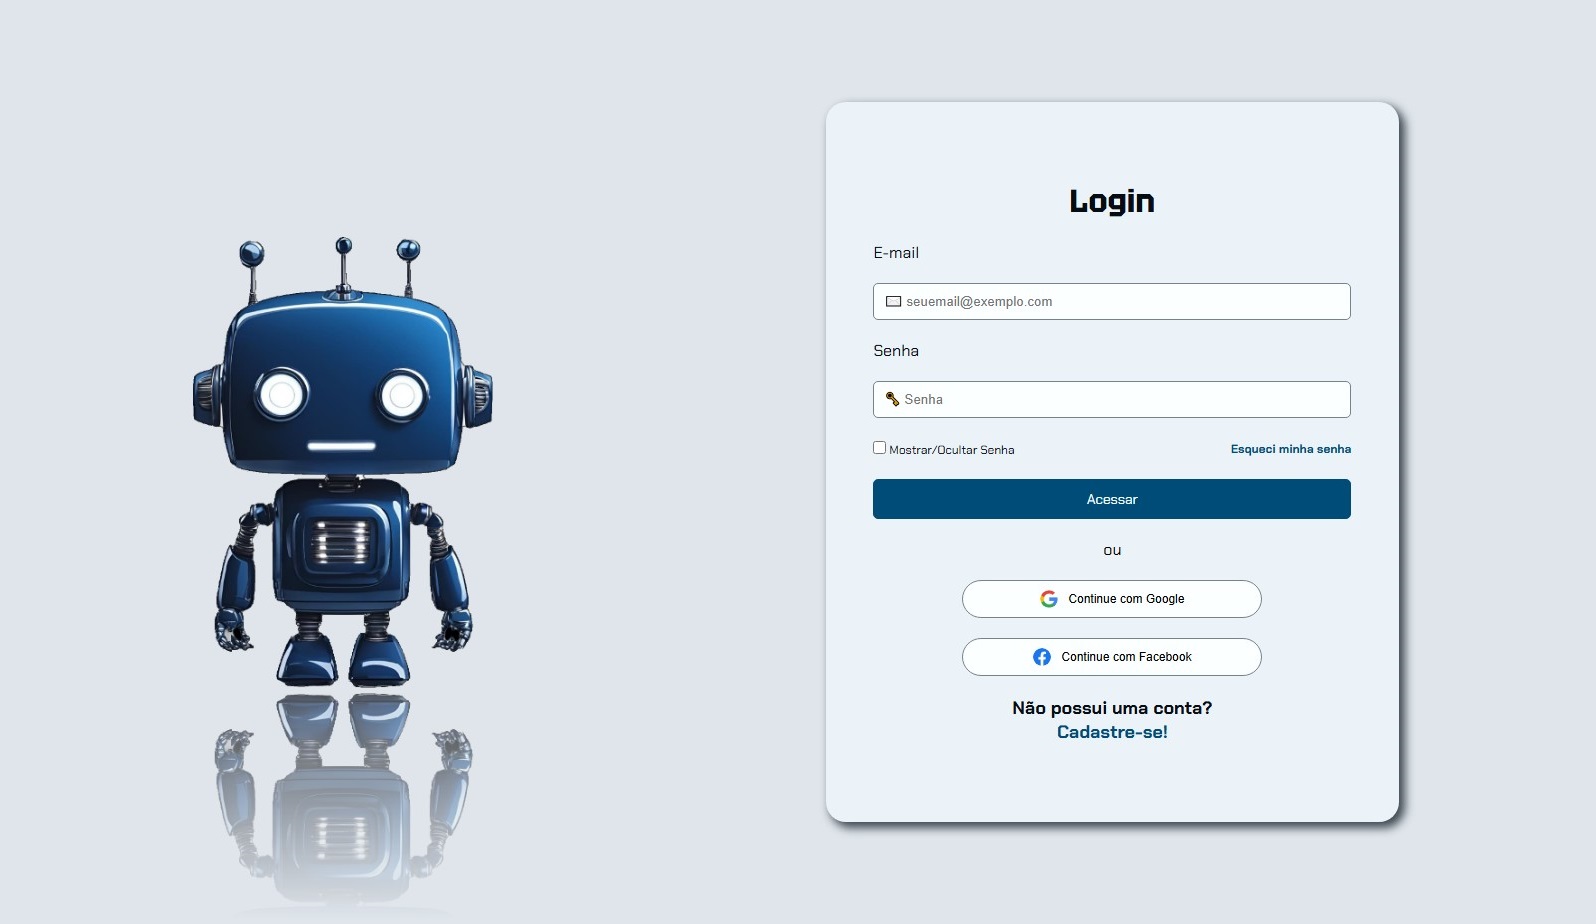 Login
E-mail
seuemail@exemplo.com
Senha
Senha
Mostrar/Ocultar Senha Esqueci minha senha
Acessar
ou
Continue com Google
Continue com Facebook
Não possui uma conta?
Cadastre-se!